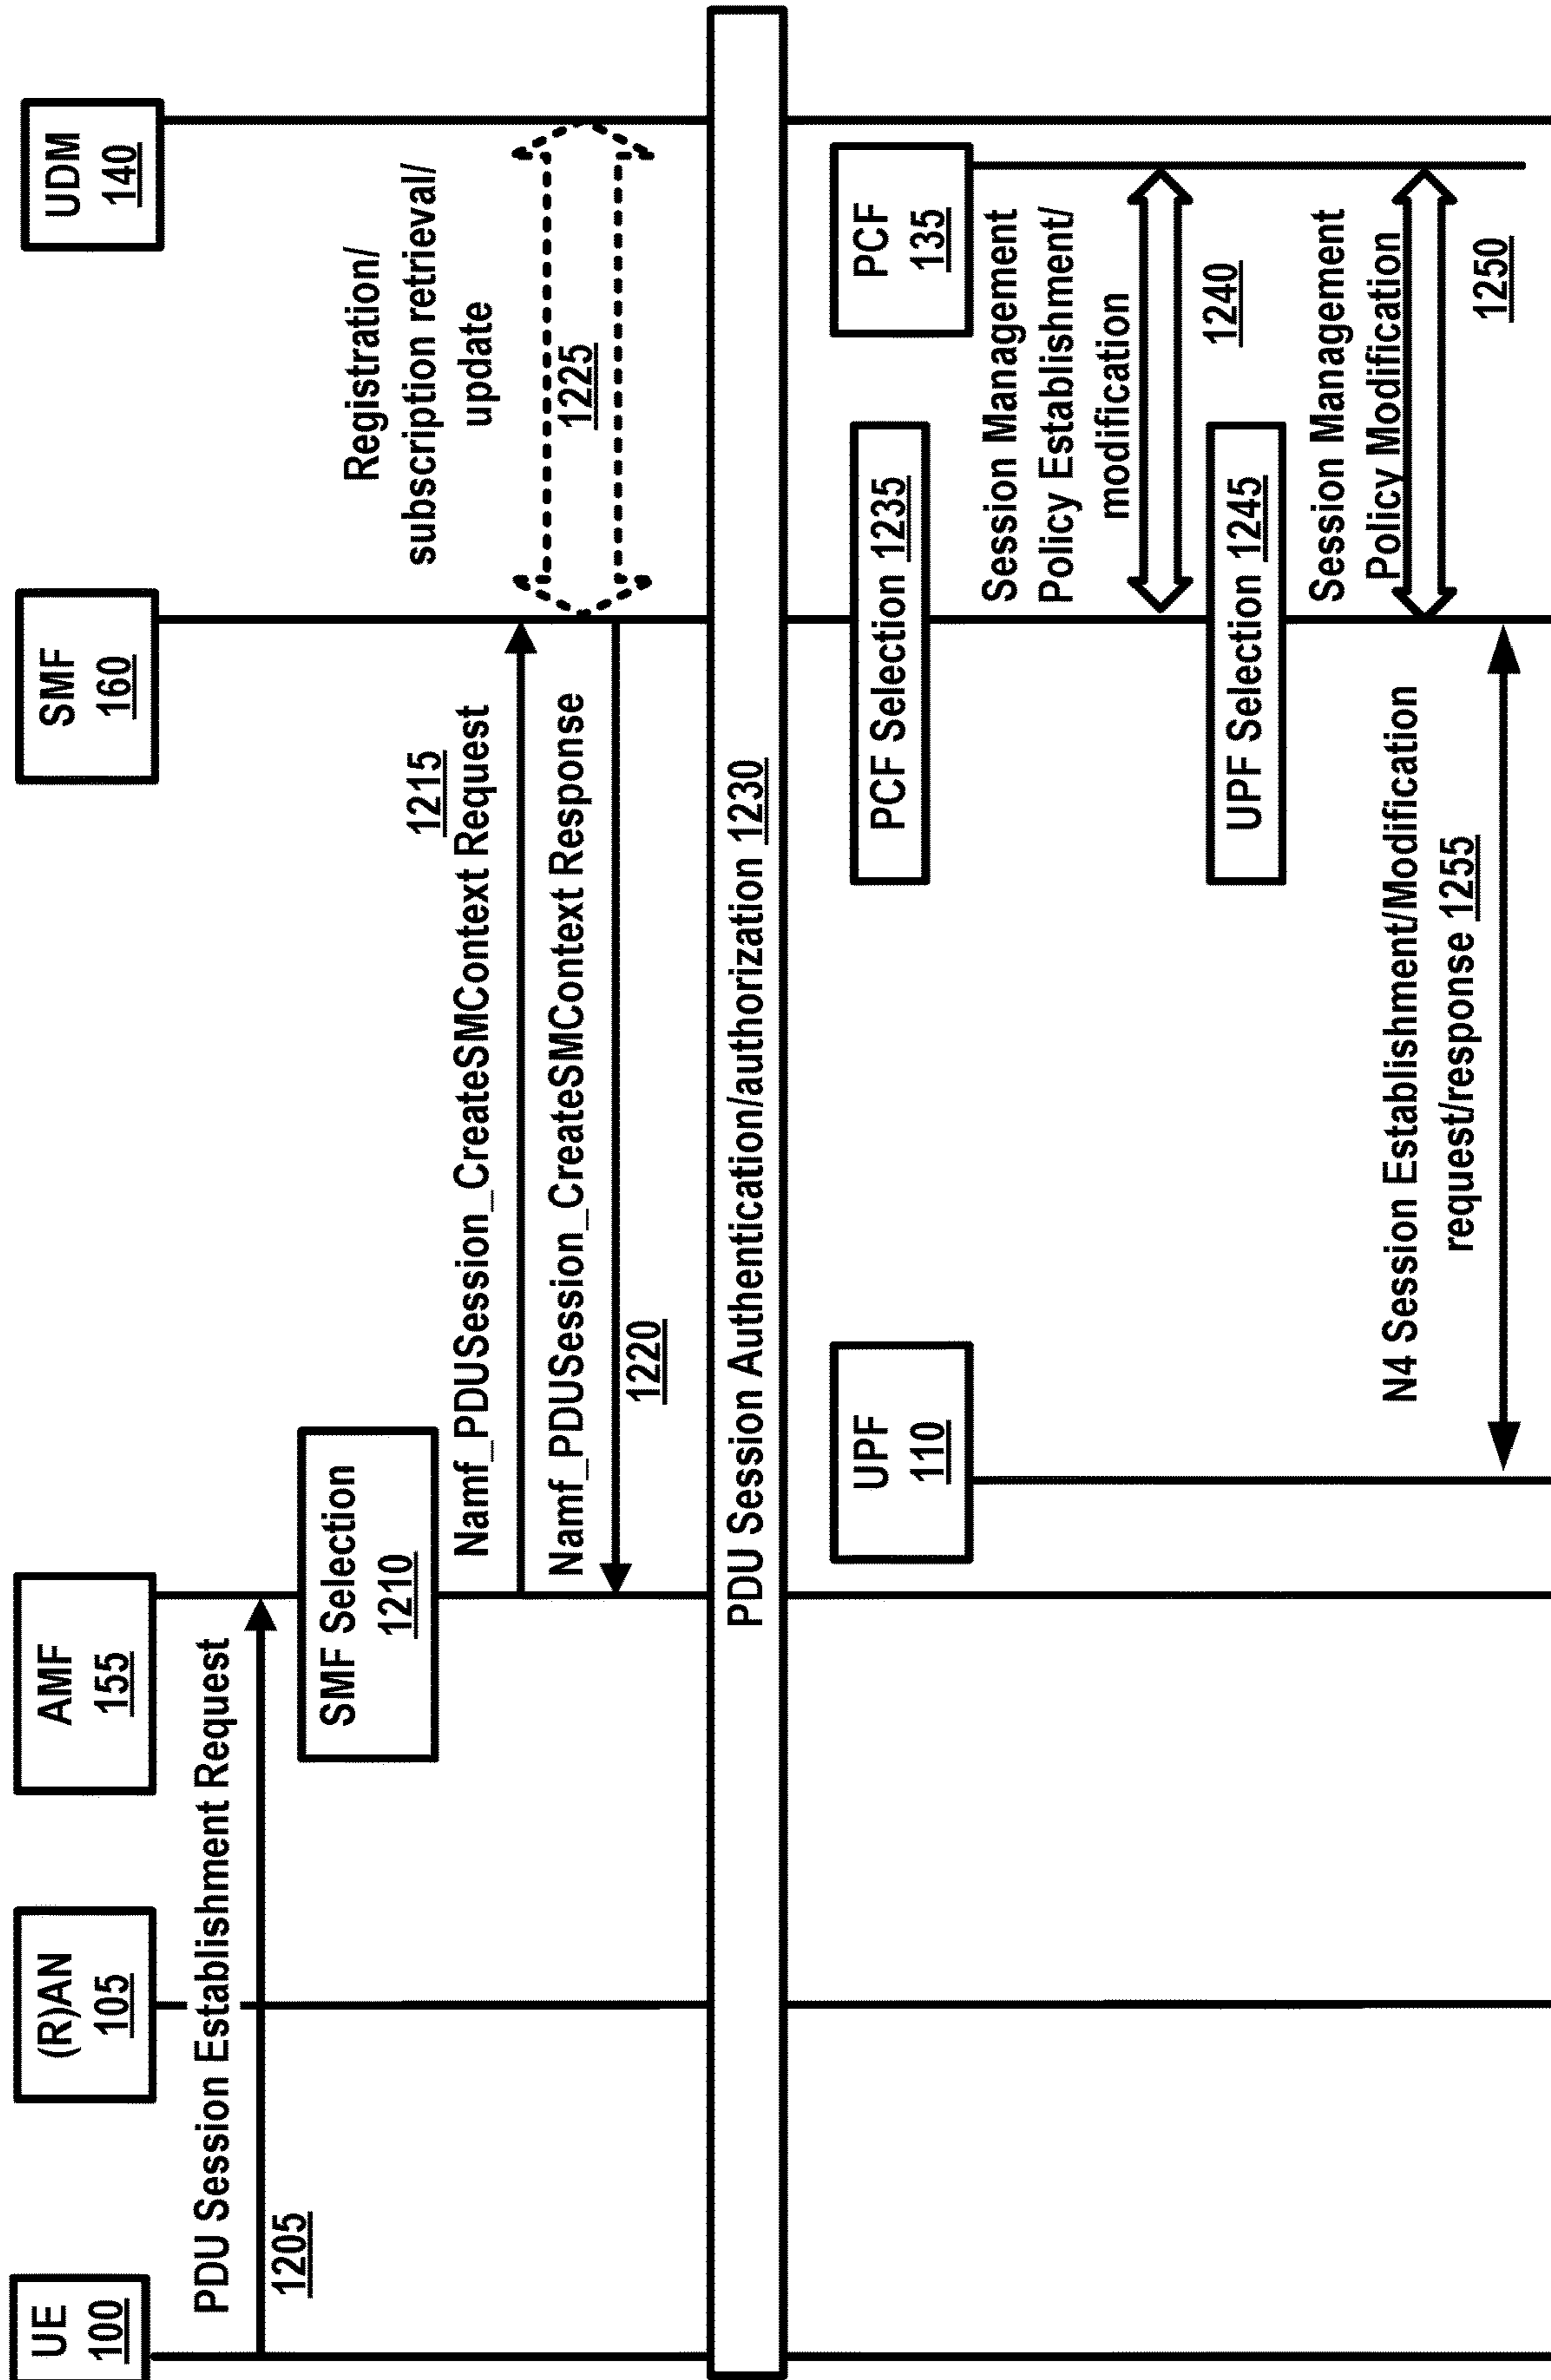 UE
100
(R)AN
105
AMF
155
SMF
160
UDM
140
PDU Session Establishment Request
1205
SMF Selection
1210
1215
Namf_PDUSession_CreateSMContext Request
Registration/
subscription retrieval/
update
1225
Namf_PDUSession_CreateSMContext Response
1220
PDU Session Authentication/authorization 1230
UPF
110
PCF
135
PCF Selection 1235
Session Management
Policy Establishment/
modification
1240
UPF Selection 1245
Session Management
Policy Modification
1250
N4 Session Establishment/Modification
request/response 1255